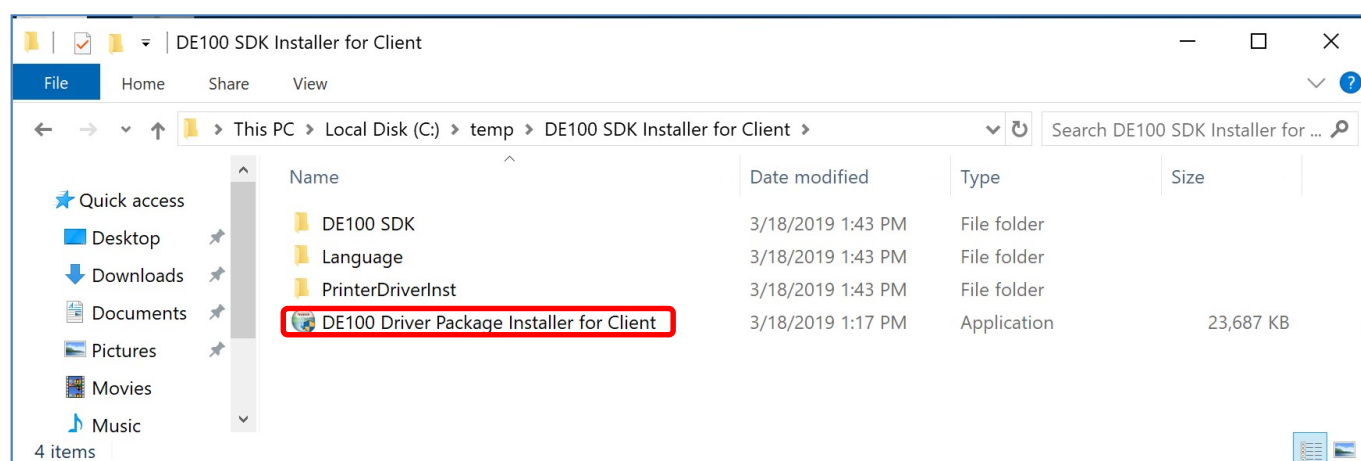 DE100 SDK Installer for Client
File Home Share View
This PC > Local Disk (C:) > temp > DE100 SDK Installer for Client >
Search DE100 SDK Installer for ...
Name Date modified Type Size
Quick access
Desktop
Downloads
Documents
Pictures
Movies
Music
DE100 SDK 3/18/2019 1:43 PM File folder
Language 3/18/2019 1:43 PM File folder
PrinterDriverInst 3/18/2019 1:43 PM File folder
DE100 Driver Package Installer for Client 3/18/2019 1:17 PM Application 23,687 KB
4 items